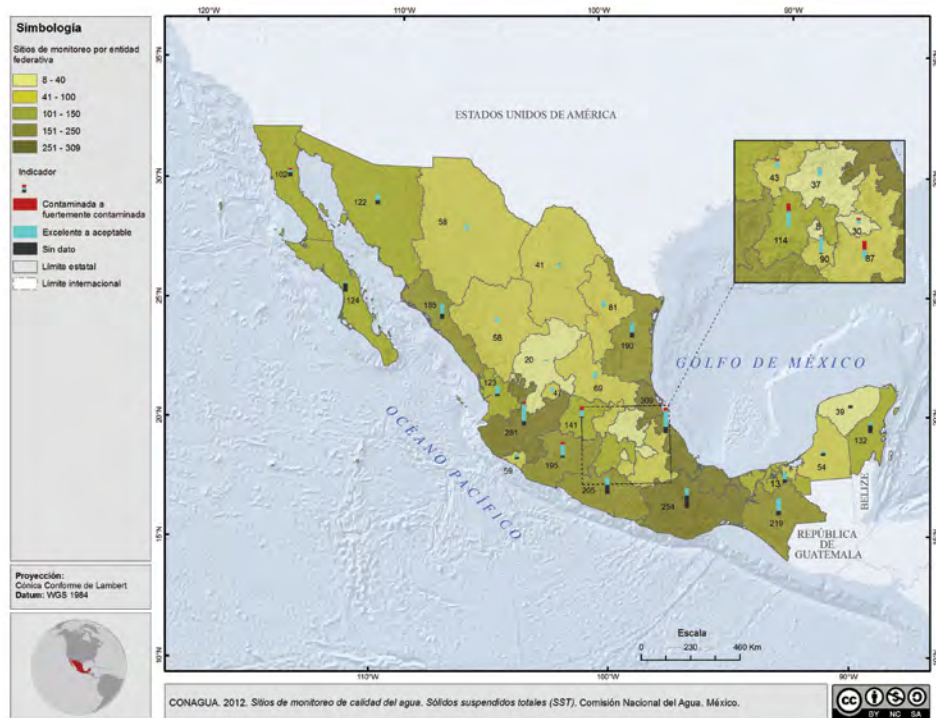 Simbología
Sitios de monitoreo por entidad
federativa
8 - 40
41 - 100
101 - 150
151 - 250
251 - 309
Indicador
Contaminada a
fuertemente contaminada
Excelente a aceptable
Sin dato
Límite estatal
Límite internacional
Proyección:
Cónica Conforme de Lambert
Datum: WGS 1984
120°W
110°W
100°W
90°W
35°N
30°N
25°N
20°N
15°N
10°N
ESTADOS UNIDOS DE AMÉRICA
102
122
58
41
124
185
58
81
190
20
69
123
281
141
309
59
195
205
254
219
13
54
39
132
43
37
114
8
30
90
87
GOLFO DE MÉXICO
OCÉANO PACÍFICO
BELIZE
REPÚBLICA
DE
GUATEMALA
Escala
0 230 460 Km
110°W
100°W
90°W
CONAGUA. 2012. Sitios de monitoreo de calidad del agua. Sólidos suspendidos totales (SST). Comisión Nacional del Agua. México.
CC BY NC SA